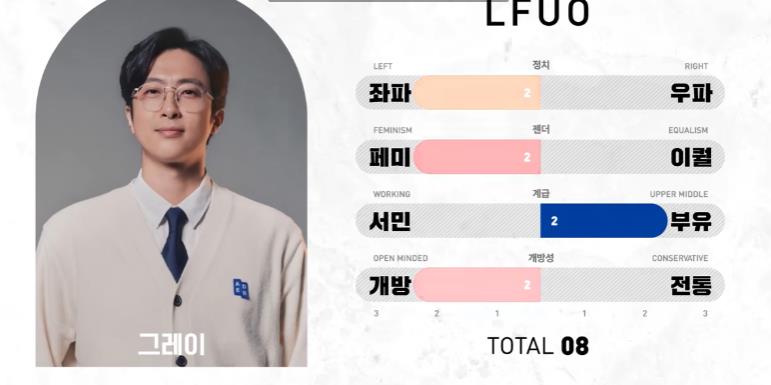 LFUO
LEFT 정치 RIGHT
좌파 2 우파
FEMINISM 젠더 EQUALISM
페미 2 이퀄
WORKING 계급 UPPER MIDDLE
서민 2 부유
OPEN MINDED 개방성 CONSERVATIVE
개방 2 전통
3 2 1 1 2 3
ADER
그레이
TOTAL 08